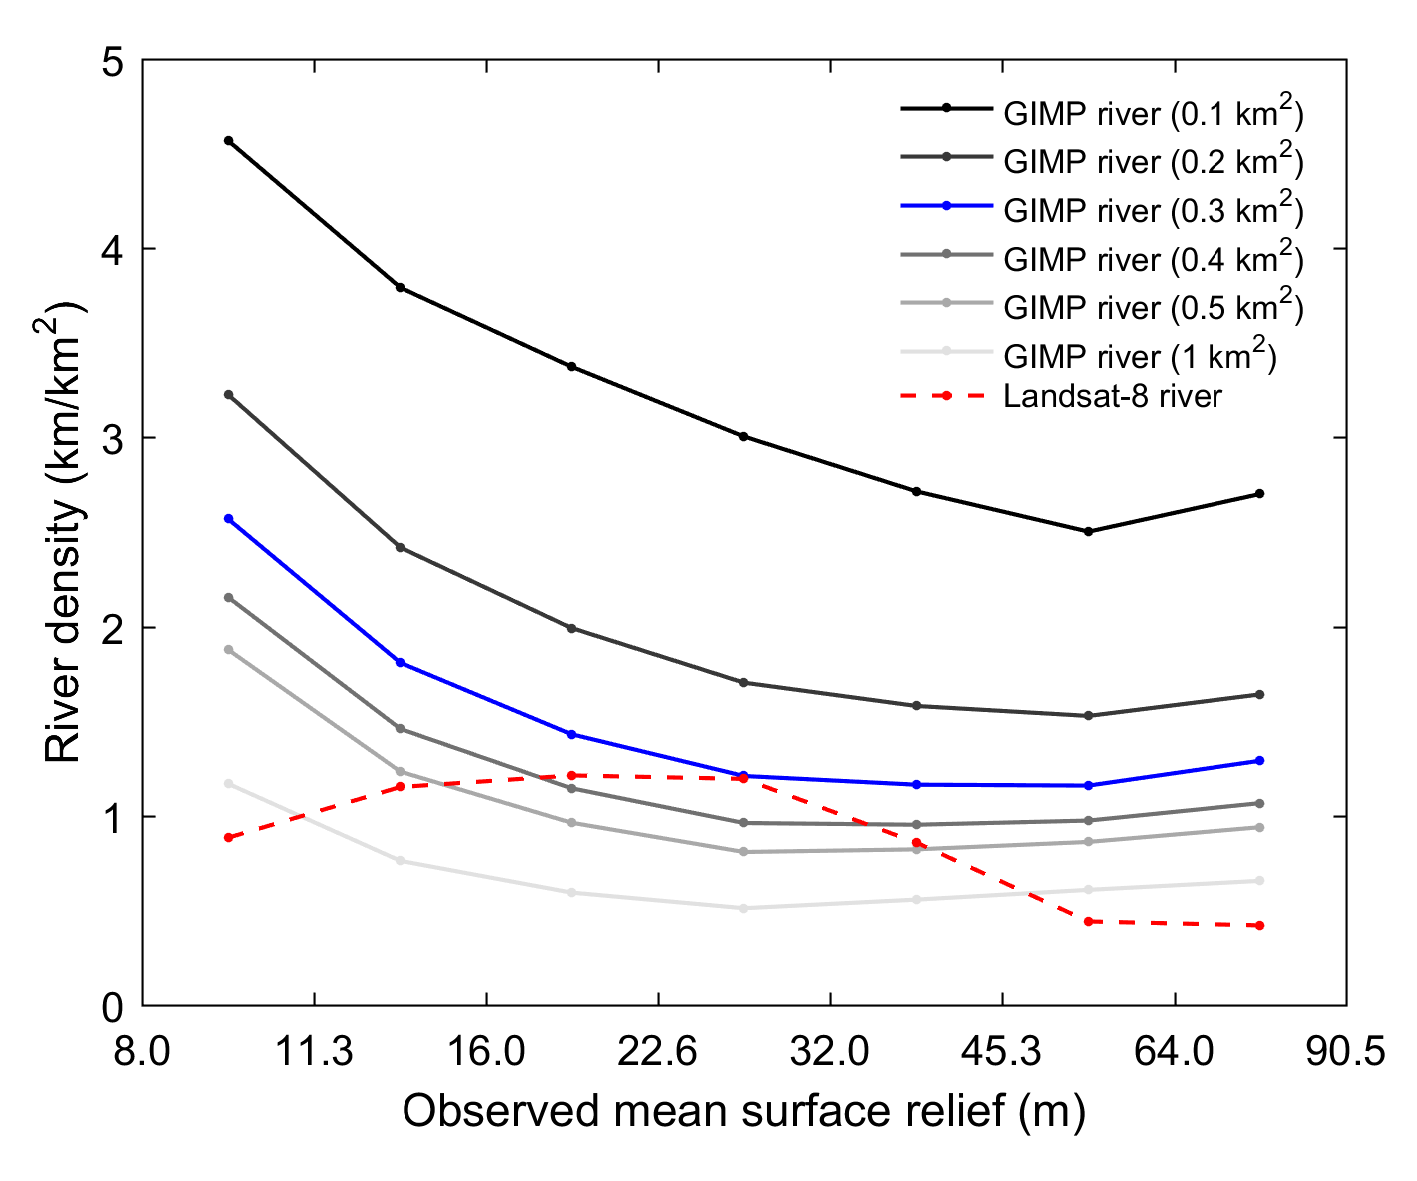 5
4
3
2
1
0
River density (km/km²)
GIMP river (0.1 km²)
GIMP river (0.2 km²)
GIMP river (0.3 km²)
GIMP river (0.4 km²)
GIMP river (0.5 km²)
GIMP river (1 km²)
Landsat-8 river
8.0 11.3 16.0 22.6 32.0 45.3 64.0 90.5
Observed mean surface relief (m)